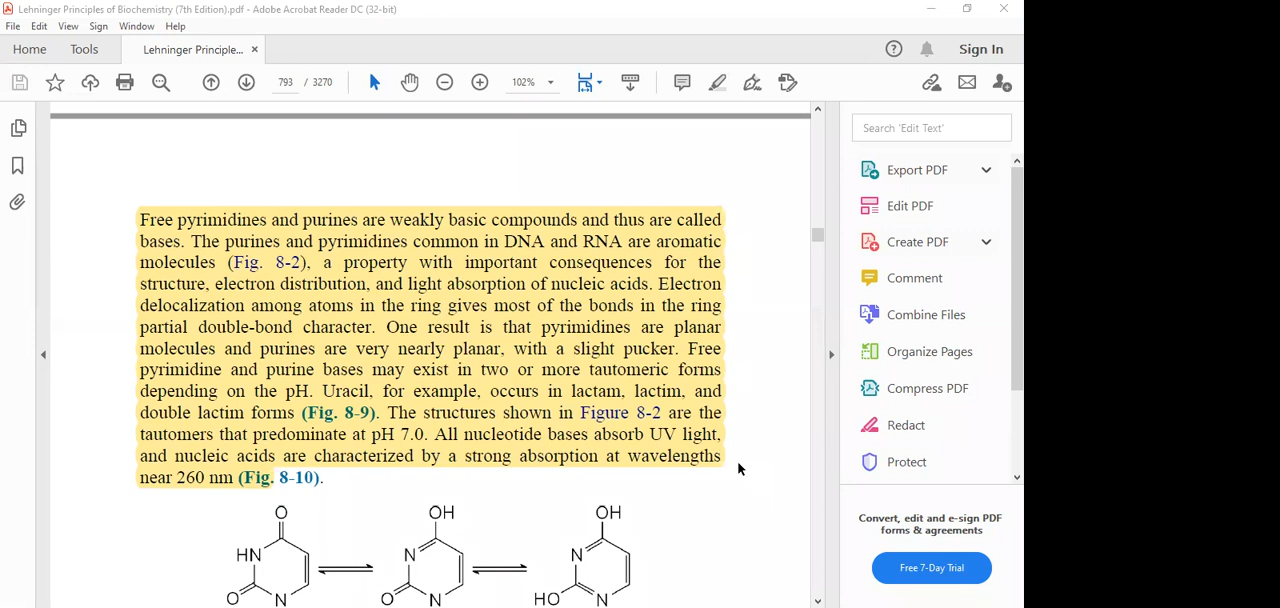 Lehninger Principles of Biochemistry (7th Edition).pdf - Adobe Acrobat Reader DC (32-bit)
File Edit View Sign Window Help
Home Tools Lehninger Principle... × Sign In
793 / 3270 102%
Search 'Edit Text'
Export PDF
Edit PDF
Create PDF
Comment
Combine Files
Organize Pages
Compress PDF
Redact
Protect
Convert, edit and e-sign PDF
forms & agreements
Free 7-Day Trial
Free pyrimidines and purines are weakly basic compounds and thus are called
bases. The purines and pyrimidines common in DNA and RNA are aromatic
molecules (Fig. 8-2), a property with important consequences for the
structure, electron distribution, and light absorption of nucleic acids. Electron
delocalization among atoms in the ring gives most of the bonds in the ring
partial double-bond character. One result is that pyrimidines are planar
molecules and purines are very nearly planar, with a slight pucker. Free
pyrimidine and purine bases may exist in two or more tautomeric forms
depending on the pH. Uracil, for example, occurs in lactam, lactim, and
double lactim forms (Fig. 8-9). The structures shown in Figure 8-2 are the
tautomers that predominate at pH 7.0. All nucleotide bases absorb UV light,
and nucleic acids are characterized by a strong absorption at wavelengths
near 260 nm (Fig. 8-10).
O OH OH
HN N N
O N O N HO N